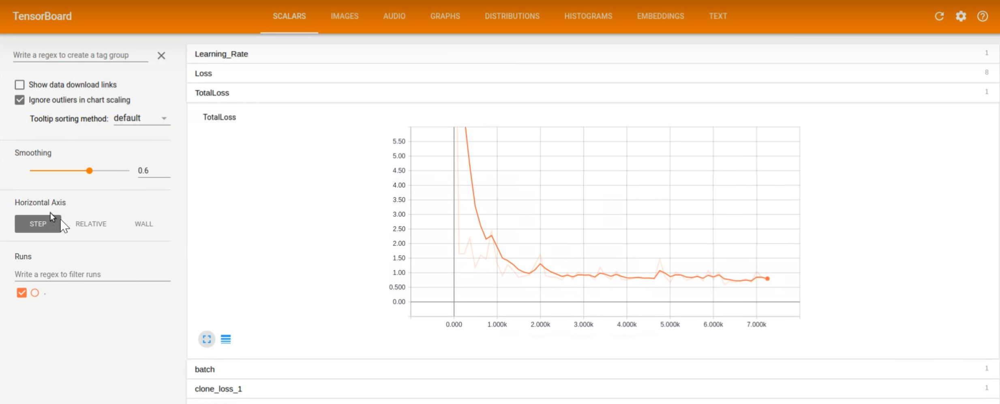 TensorBoard
SCALARS IMAGES AUDIO GRAPHS DISTRIBUTIONS HISTOGRAMS EMBEDDINGS TEXT
Write a regex to create a tag group
Show data download links
Ignore outliers in chart scaling
Tooltip sorting method: default
Smoothing
0.6
Horizontal Axis
STEP RELATIVE WALL
Runs
Write a regex to filter runs
.
Learning_Rate 1
Loss 8
TotalLoss 1
TotalLoss
5.50
5.00
4.50
4.00
3.50
3.00
2.50
2.00
1.50
1.00
0.500
0.00
0.000 1.000k 2.000k 3.000k 4.000k 5.000k 6.000k 7.000k
batch 1
clone_loss_1 1